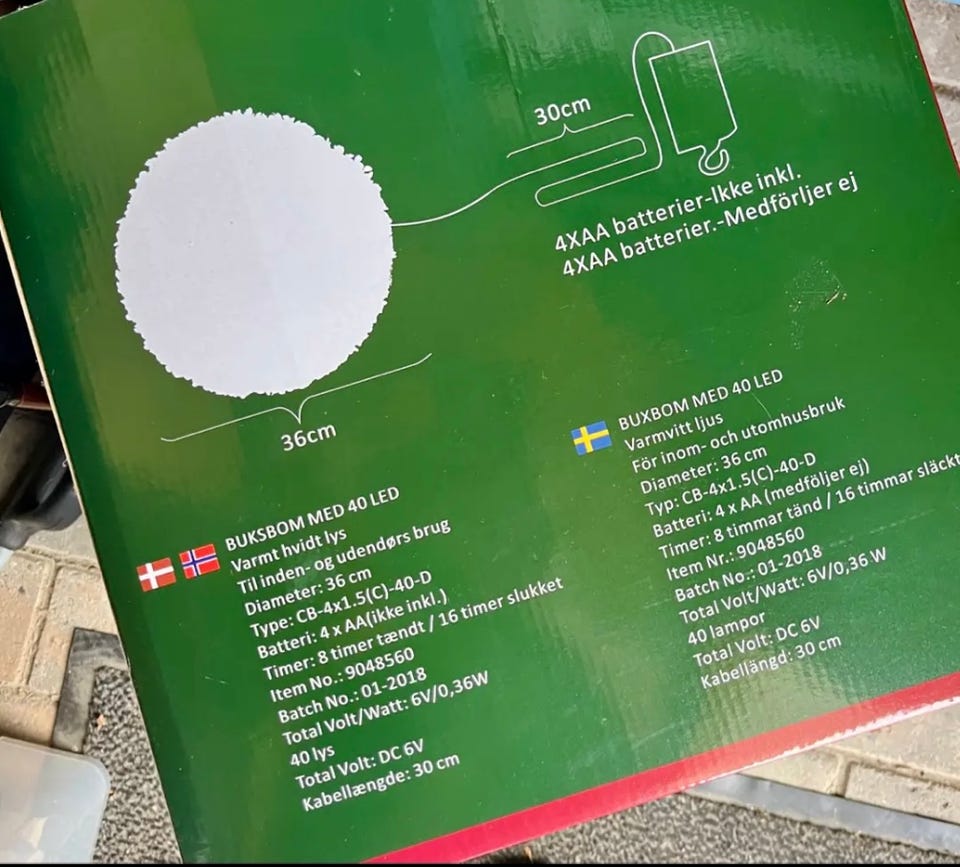 30cm
4XAA batterier-Ikke inkl.
4XAA batterier.-Medförljer ej
36cm
BUKSBOM MED 40 LED
Varmt hvidt lys
Til inden- og udendørs brug
Diameter: 36 cm
Type: CB-4x1.5(C)-40-D
Batteri: 4 x AA(ikke inkl.)
Timer: 8 timer tændt / 16 timer slukket
Item No.: 9048560
Batch No.: 01-2018
Total Volt/Watt: 6V/0,36W
40 lys
Total Volt: DC 6V
Kabellængde: 30 cm
BUXBOM MED 40 LED
Varmvitt ljus
För inom- och utomhusbruk
Diameter: 36 cm
Typ: CB-4x1.5(C)-40-D
Batteri: 4 x AA (medföljer ej)
Timer: 8 timmar tänd / 16 timmar släckt
Item Nr.: 9048560
Batch No.: 01-2018
Total Volt/Watt: 6V/0,36 W
40 lampor
Total Volt: DC 6V
Kabellängd: 30 cm